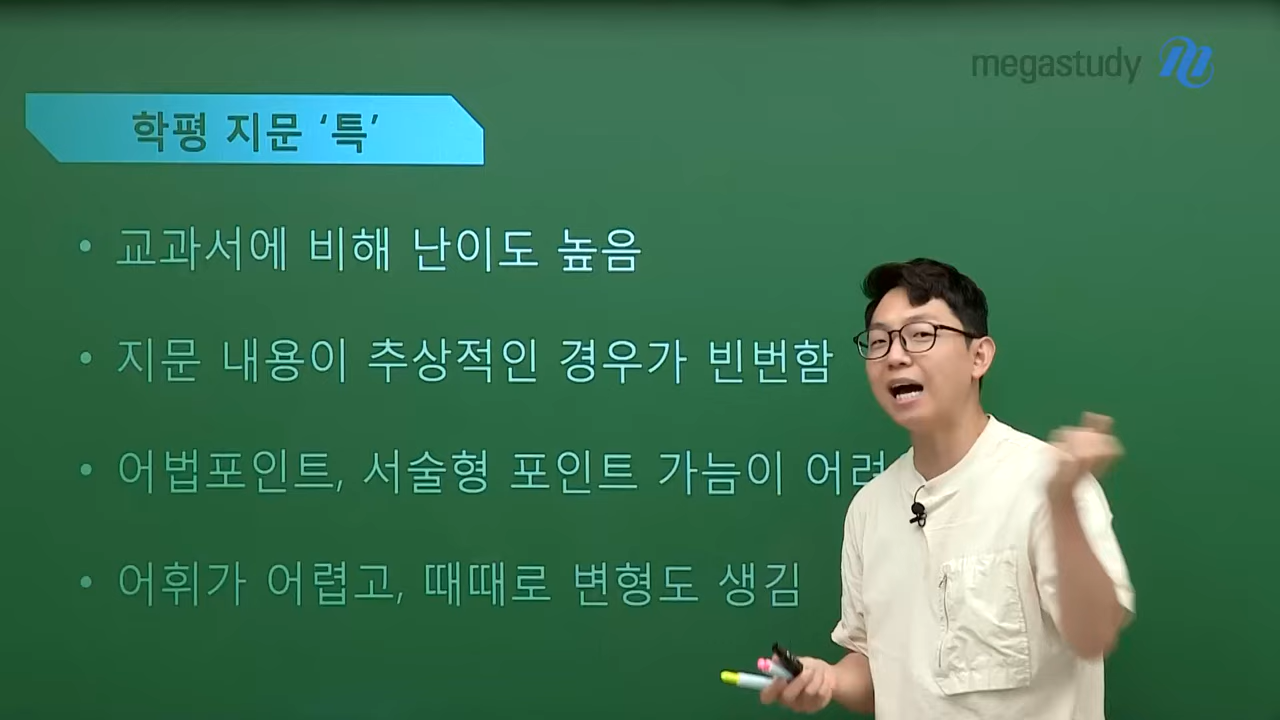 megastudy
학평 지문 ‘특’
• 교과서에 비해 난이도 높음
• 지문 내용이 추상적인 경우가 빈번함
• 어법포인트, 서술형 포인트 가늠이
• 어휘가 어렵고, 때때로 변형도 생김